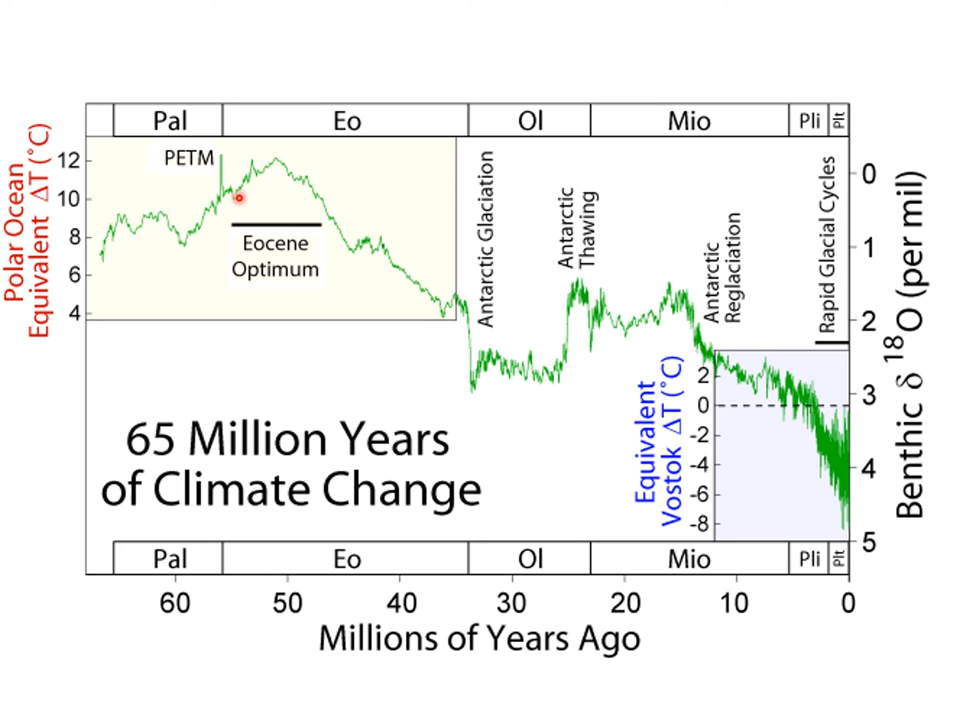 Pal Eo Ol Mio Pli Plt
Polar Ocean
Equivalent ΔT (°C)
12
10
8
6
4
PETM
Eocene
Optimum
Antarctic Glaciation
Antarctic
Thawing
Antarctic
Reglaciation
Rapid Glacial Cycles
0
1
2
3
4
5
Benthic δ 18O (per mil)
65 Million Years
of Climate Change
Equivalent
Vostok ΔT (°C)
2
0
-2
-4
-6
-8
Pal Eo Ol Mio Pli Plt
60 50 40 30 20 10 0
Millions of Years Ago